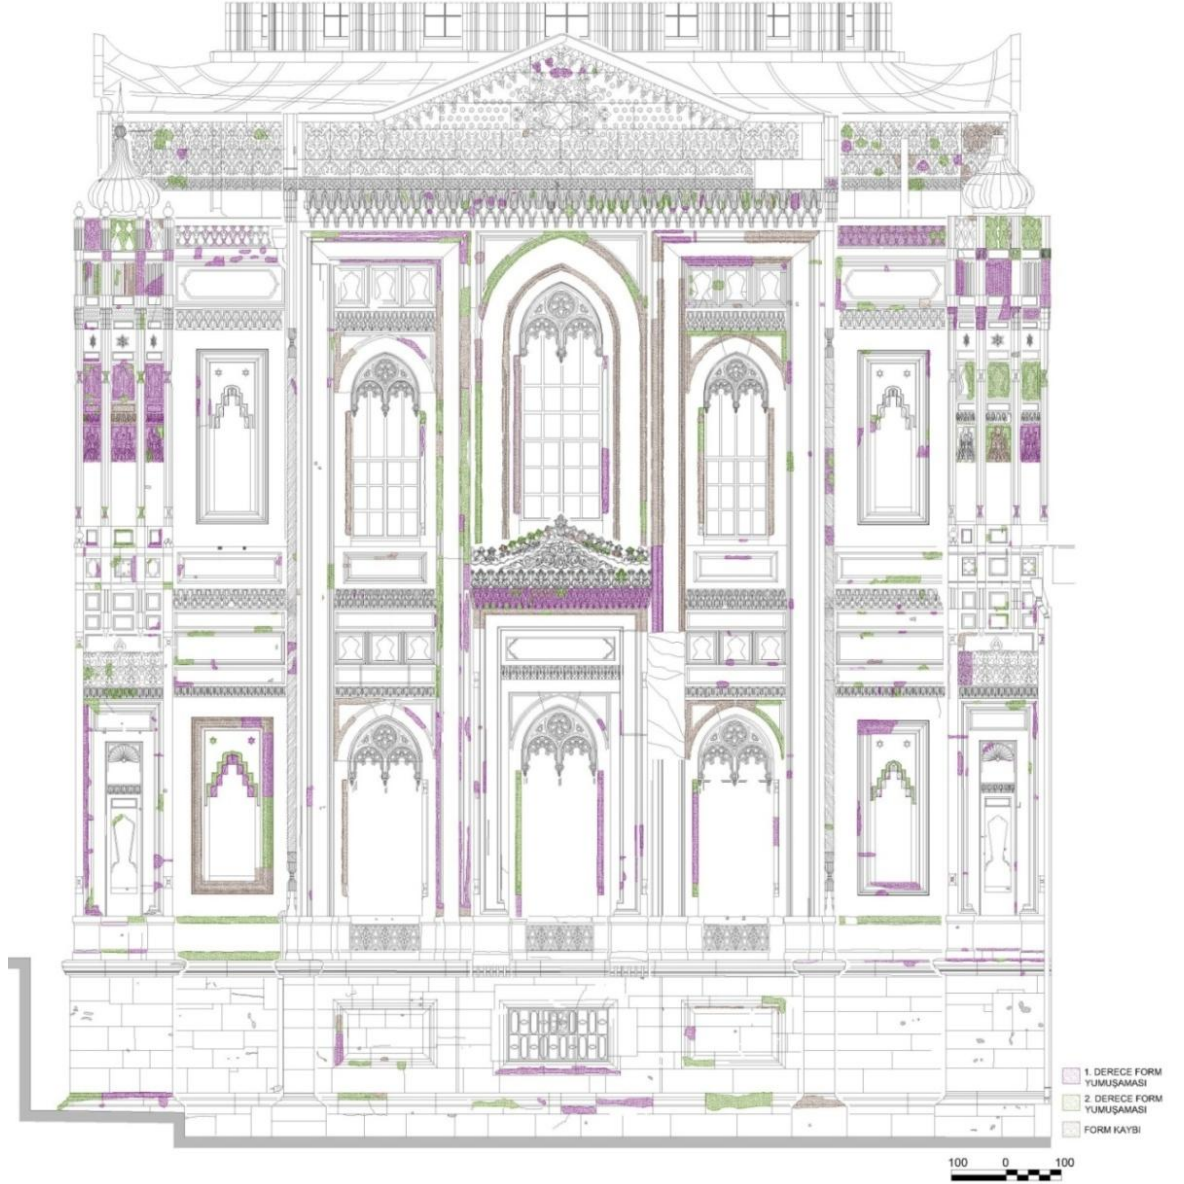 1. DERECE FORM
YUMUŞAMASI
2. DERECE FORM
YUMUŞAMASI
FORM KAYBI
100 0 100